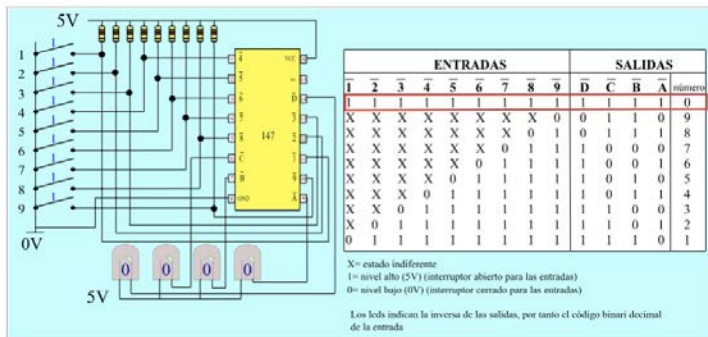 5V
1
2
3
4
5
6
7
8
9
0V
4 VCC
5
6 D
7 3
8 2
147
C 1
B 9
GND A
0 0 0 0
5V
ENTRADAS SALIDAS
1 2 3 4 5 6 7 8 9 D C B A número
1 1 1 1 1 1 1 1 1 1 1 1 1 0
X X X X X X X X 0 0 1 1 0 9
X X X X X X X 0 1 0 1 1 1 8
X X X X X X 0 1 1 1 0 0 0 7
X X X X X 0 1 1 1 1 0 0 1 6
X X X X 0 1 1 1 1 1 0 1 0 5
X X X 0 1 1 1 1 1 1 0 1 1 4
X X 0 1 1 1 1 1 1 1 1 0 0 3
X 0 1 1 1 1 1 1 1 1 1 0 1 2
0 1 1 1 1 1 1 1 1 1 1 1 0 1
X= estado indiferente
1= nivel alto (5V) (interruptor abierto para las entradas)
0= nivel bajo (0V) (interruptor cerrado para las entradas)
Los leds indican la inversa de las salidas, por tanto el código binari decimal
de la entrada